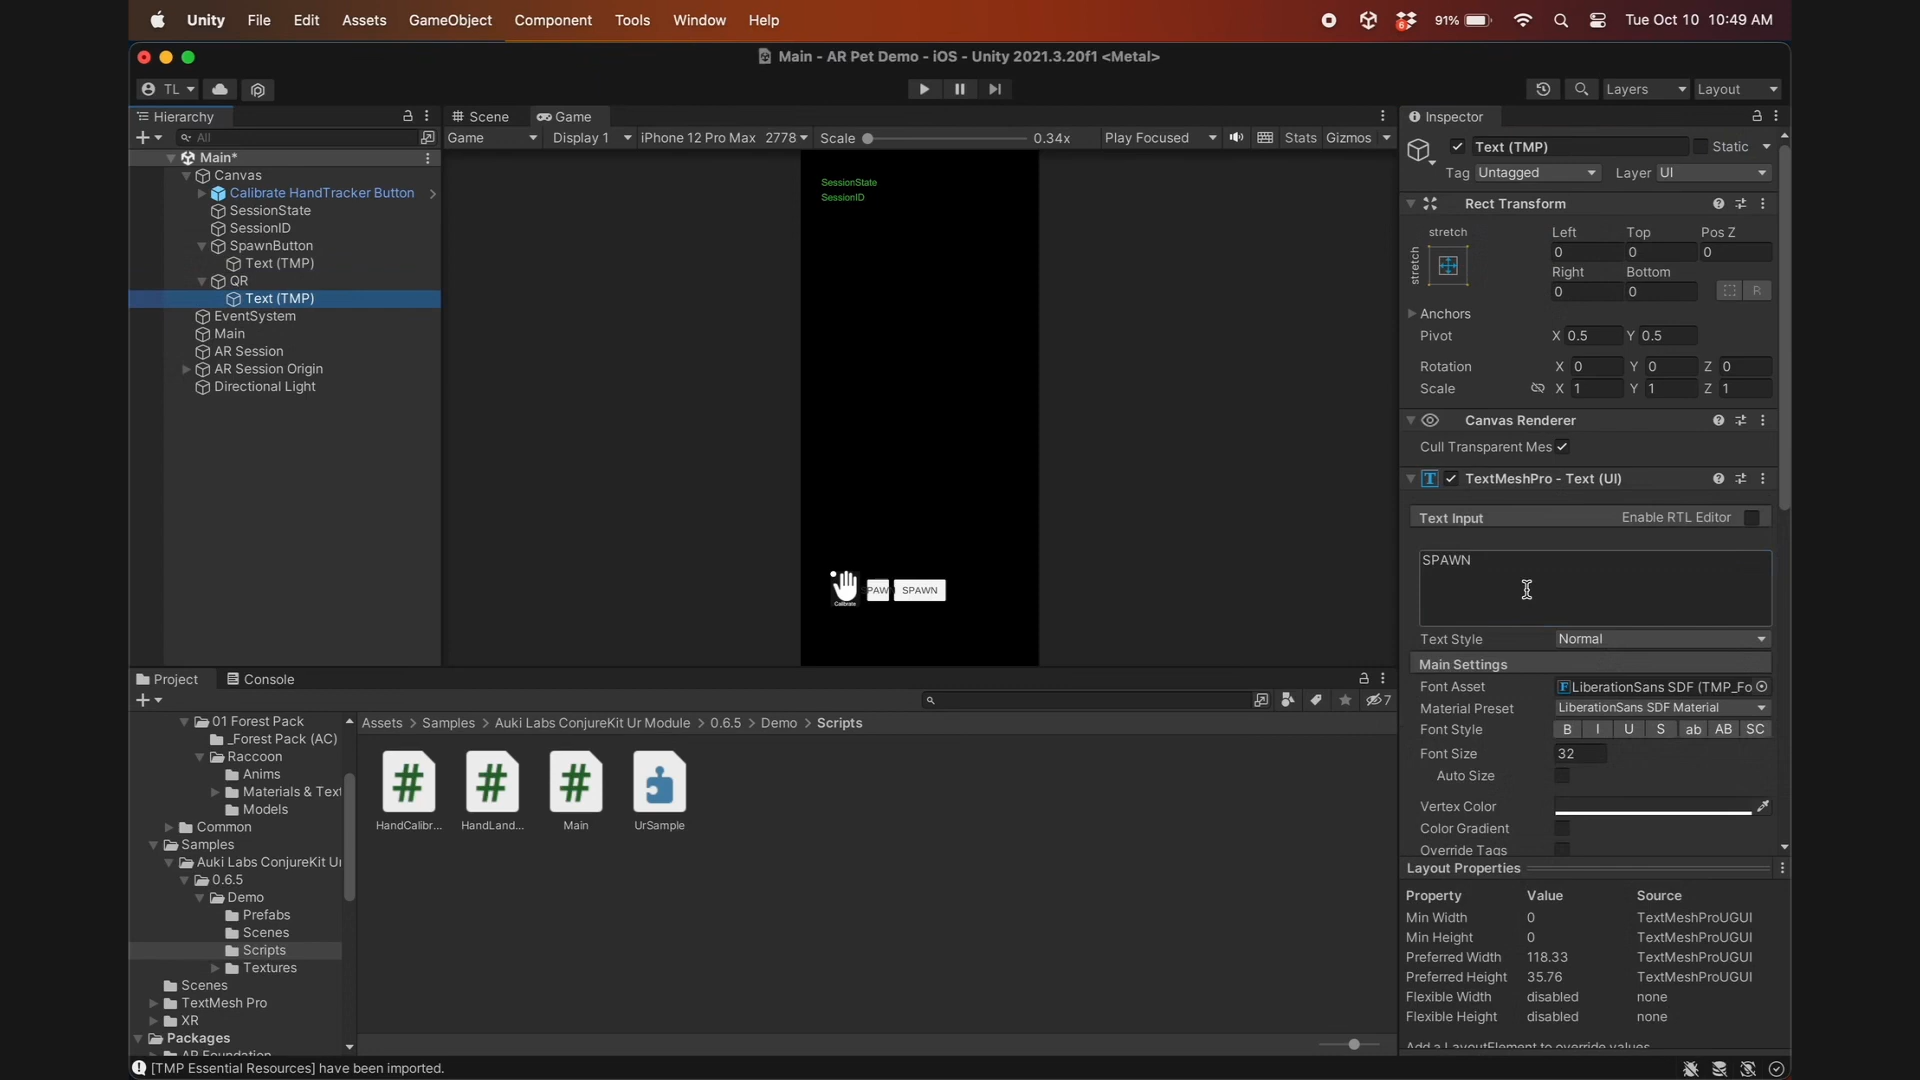 Unity File Edit Assets GameObject Component Tools Window Help 6 91% Tue Oct 10 10:49 AM
Main - AR Pet Demo - iOS - Unity 2021.3.20f1 <Metal>
TL Layers Layout
Hierarchy
All
Main*
Canvas
Calibrate HandTracker Button
SessionState
SessionID
SpawnButton
Text (TMP)
QR
Text (TMP)
EventSystem
Main
AR Session
AR Session Origin
Directional Light
Scene Game
Game Display 1 iPhone 12 Pro Max 2778 Scale 0.34x Play Focused Stats Gizmos
SessionState
SessionID
Calibrate
SPAWN
Inspector
Text (TMP) Static
Tag Untagged Layer UI
Rect Transform
stretch Left Top Pos Z
stretch 0 0 0
Right Bottom
0 0 R
Anchors
Pivot X 0.5 Y 0.5
Rotation X 0 Y 0 Z 0
Scale X 1 Y 1 Z 1
Canvas Renderer
Cull Transparent Mes
TextMeshPro - Text (UI)
Text Input Enable RTL Editor
SPAWN
Text Style Normal
Main Settings
Font Asset LiberationSans SDF (TMP_Fo
Material Preset LiberationSans SDF Material
Font Style B I U S ab AB SC
Font Size 32
Auto Size
Vertex Color
Color Gradient
Override Tags
Layout Properties
Property Value Source
Min Width 0 TextMeshProUGUI
Min Height 0 TextMeshProUGUI
Preferred Width 118.33 TextMeshProUGUI
Preferred Height 35.76 TextMeshProUGUI
Flexible Width disabled none
Flexible Height disabled none
Add a LayoutElement to override values
Project Console
7
01 Forest Pack
_Forest Pack (AC)
Raccoon
Anims
Materials & Text
Models
Common
Samples
Auki Labs ConjureKit Ur
0.6.5
Demo
Prefabs
Scenes
Scripts
Textures
Scenes
TextMesh Pro
XR
Packages
AR Foundation
Assets > Samples > Auki Labs ConjureKit Ur Module > 0.6.5 > Demo > Scripts
HandCalibr... HandLand... Main UrSample
[TMP Essential Resources] have been imported.